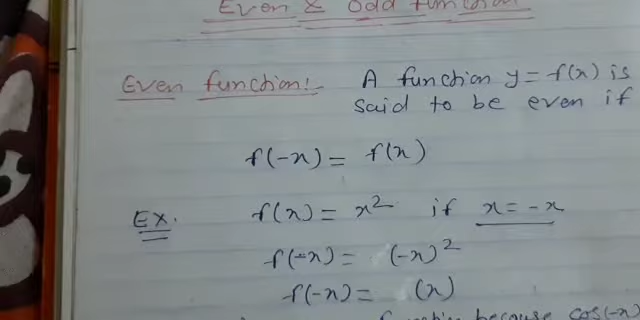 Even & odd function
Even function:- A function y = f(x) is
said to be even if
f(-x) = f(x)
Ex. f(x) = x² if x = -x
f(-x) = (-x)²
f(-x) = (x)
because cos(-x)